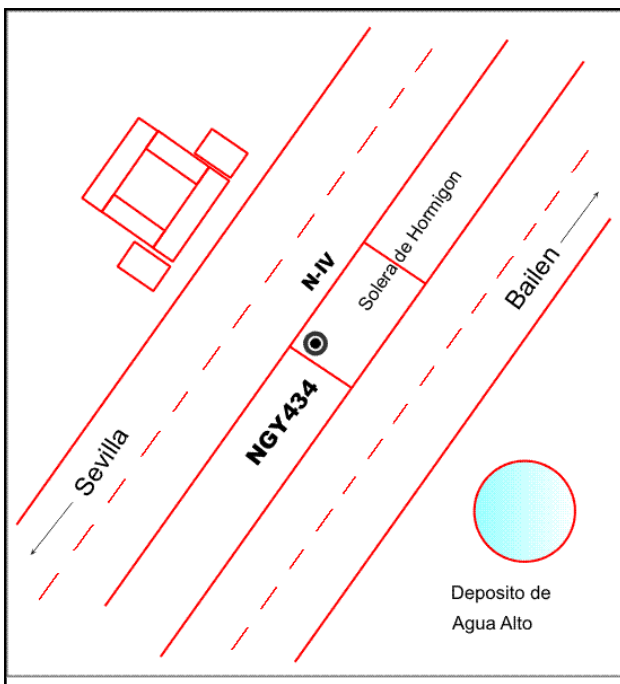 Solera de Hormigon
N-IV
Bailen
NGY434
Sevilla
Deposito de
Agua Alto